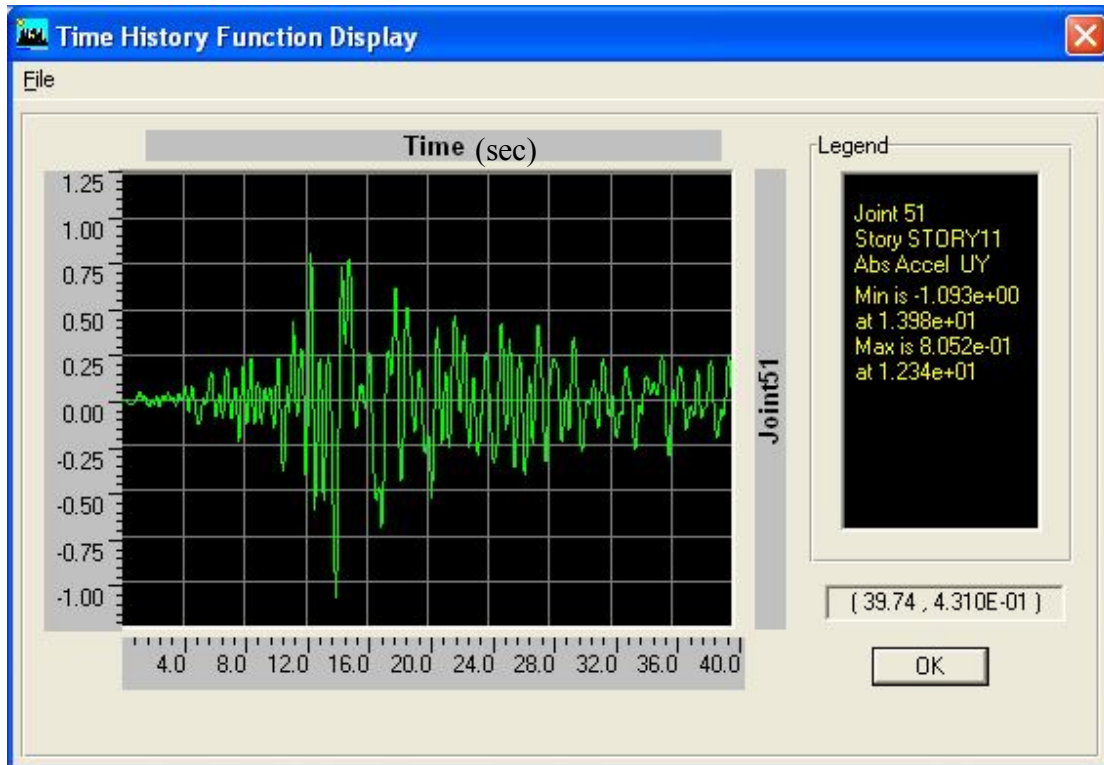 Time History Function Display
File
Time (sec)
1.25
1.00
0.75
0.50
0.25
0.00
-0.25
-0.50
-0.75
-1.00
4.0 8.0 12.0 16.0 20.0 24.0 28.0 32.0 36.0 40.0
Joint51
Legend
Joint 51
Story STORY11
Abs Accel UY
Min is -1.093e+00
at 1.398e+01
Max is 8.052e-01
at 1.234e+01
( 39.74 , 4.310E-01 )
OK